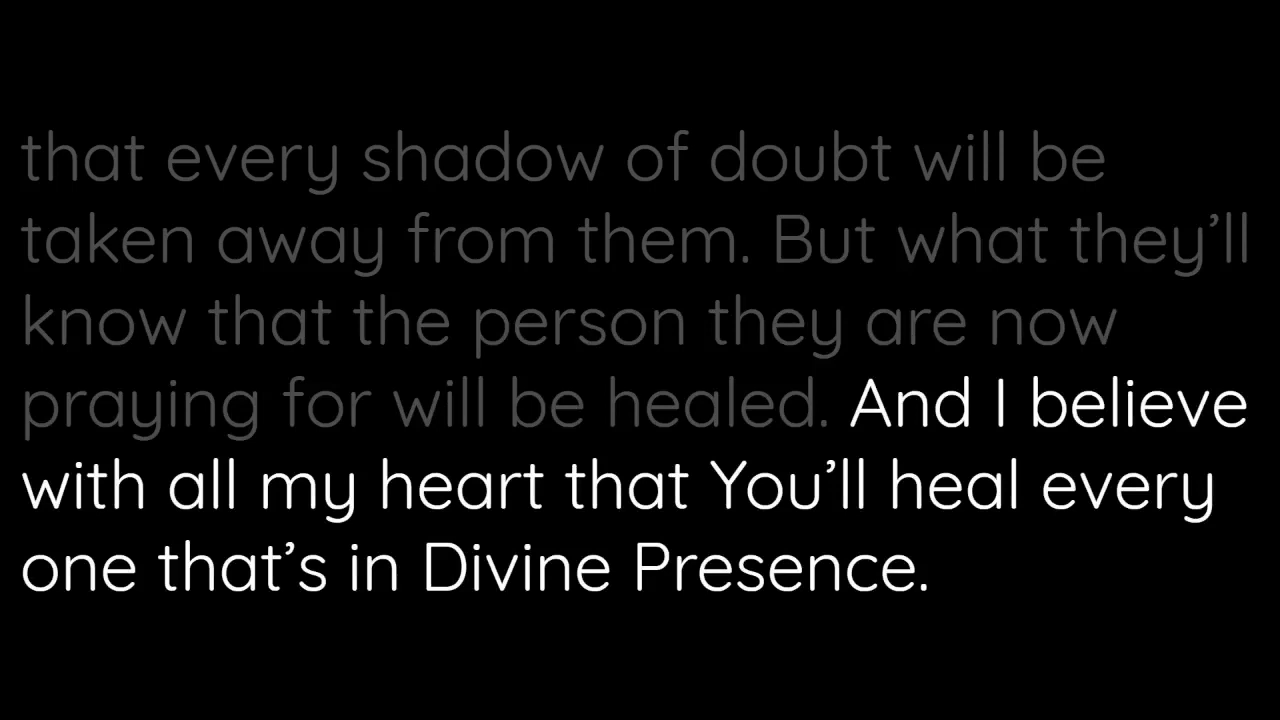 that every shadow of doubt will be
taken away from them. But what they’ll
know that the person they are now
praying for will be healed. And I believe
with all my heart that You’ll heal every
one that’s in Divine Presence.